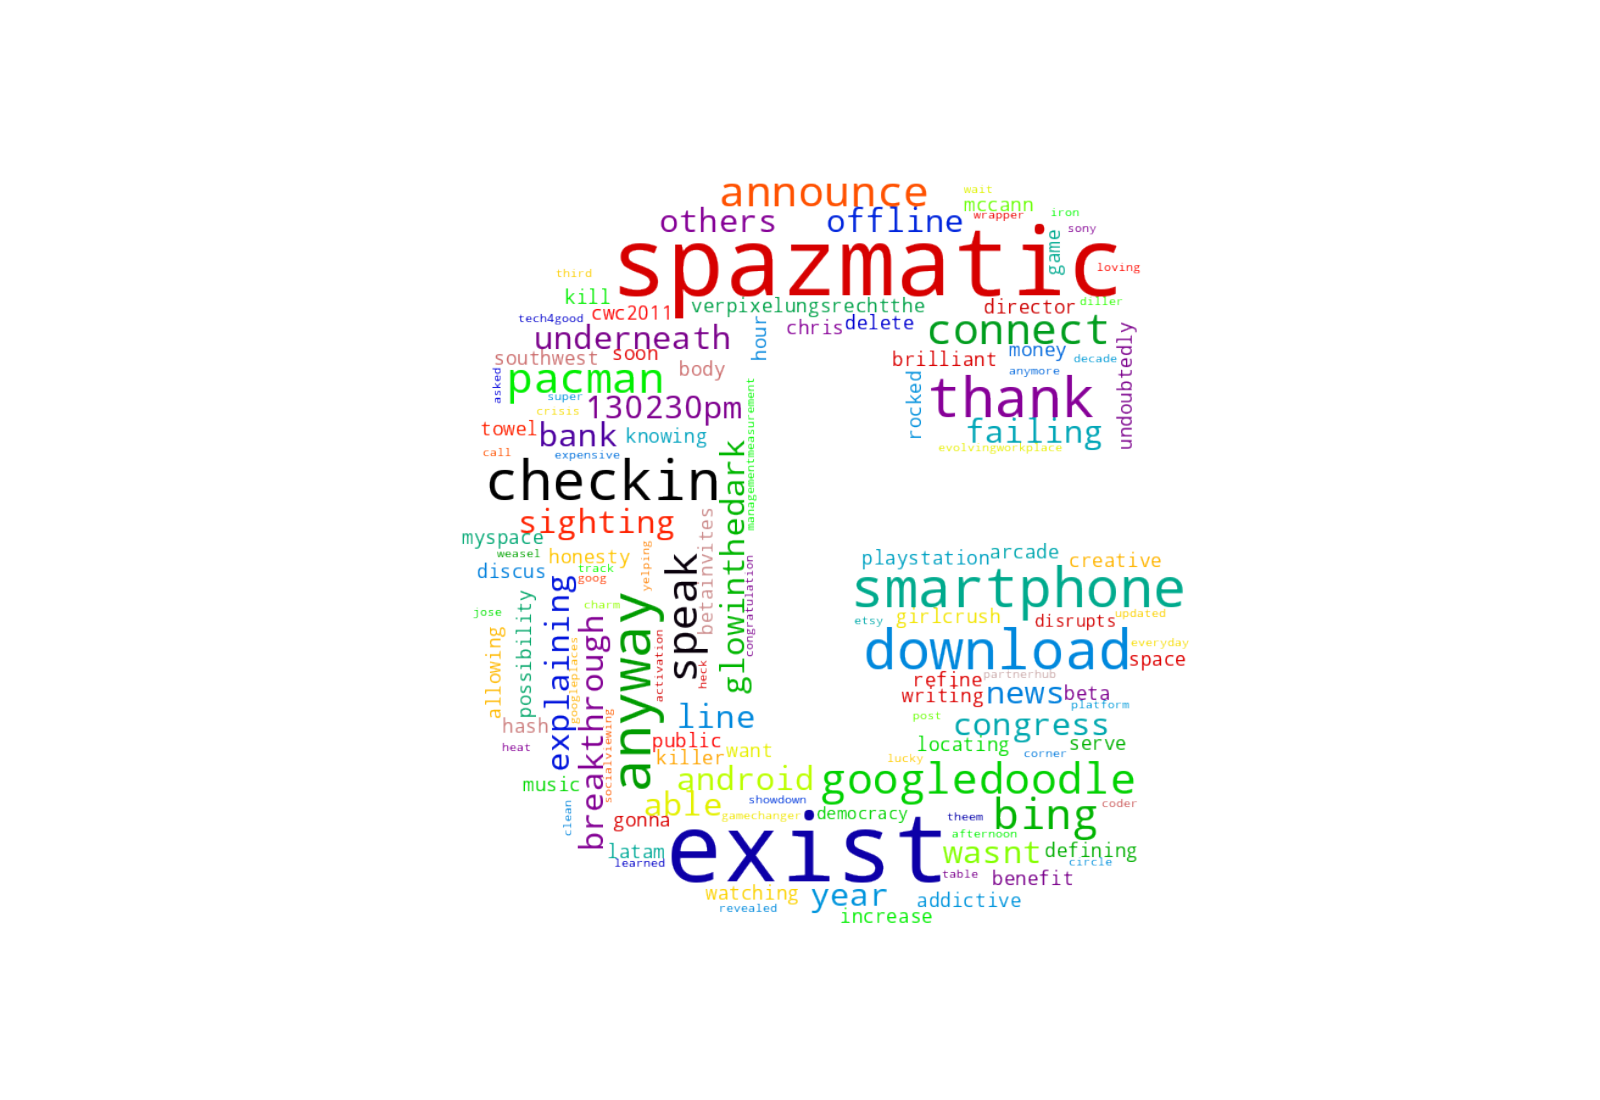 announce
wait
mccann
wrapper
iron
others
offline
sony
spazmatic
game
loving
third
kill
cwc2011
verpixelungsrechtthe
director
diller
tech4good
underneath
hour
chris
delete
connect
undoubtedly
southwest
soon
body
brilliant
money
decade
asked
pacman
anymore
super
crisis
130230pm
managementmeasurement
rocked
thank
towel
bank
knowing
failing
call
expensive
evolvingworkplace
checkin
glowinthedark
sighting
betainvites
myspace
weasel
honesty
yelping
playstation
arcade
creative
discus
track
goog
speak
congratulation
smartphone
jose
charm
possibility
explaining
etsy
girlcrush
disrupts
updated
allowing
googleplaces
breakthrough
anyway
activation
heck
download
everyday
space
refine
partnerhub
writing
news
beta
platform
hash
socialviewing
line
post
congress
heat
public
want
locating
serve
killer
lucky
corner
music
android
googledoodle
clean
able
showdown
bing
coder
gonna
gamechanger
democracy
theem
afternoon
exist
latam
learned
wasnt
defining
circle
table
benefit
watching
year
addictive
revealed
increase